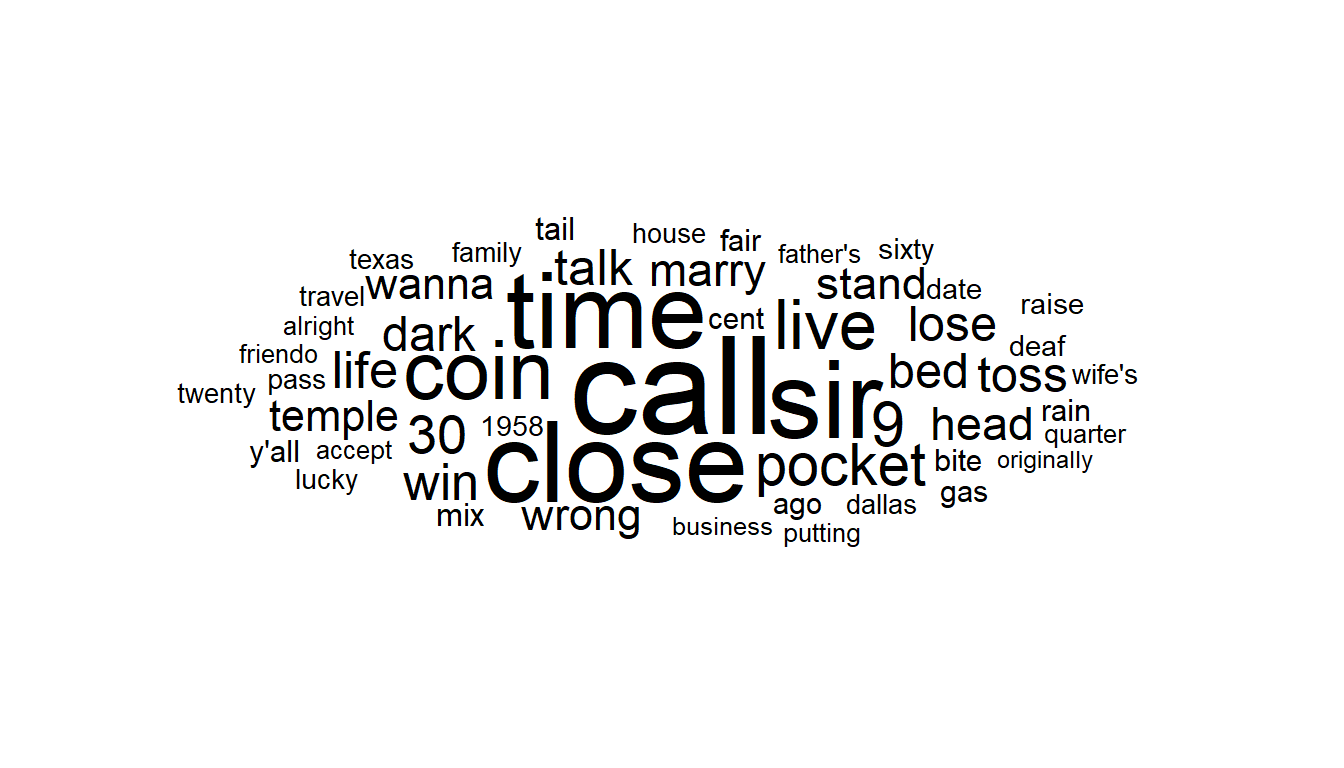 tail
house
fair
texas
family
talk
marry
father's
sixty
travel
wanna
time
cent
live
stand
date
raise
alright
dark
lose
deaf
friendo
pass
life
coin
call
sir
bed
toss
wife's
twenty
temple
30
1958
9
head
rain
quarter
y'all
accept
close
pocket
bite
originally
lucky
win
ago
dallas
gas
mix
wrong
business
putting